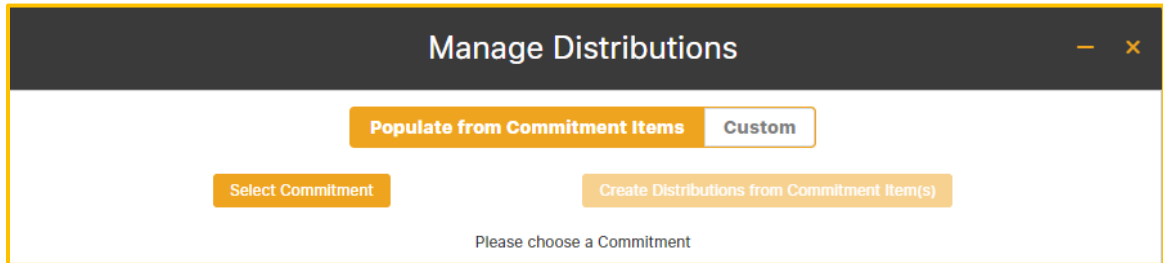 Manage Distributions
Populate from Commitment Items Custom
Select Commitment Create Distributions from Commitment Item(s)
Please choose a Commitment